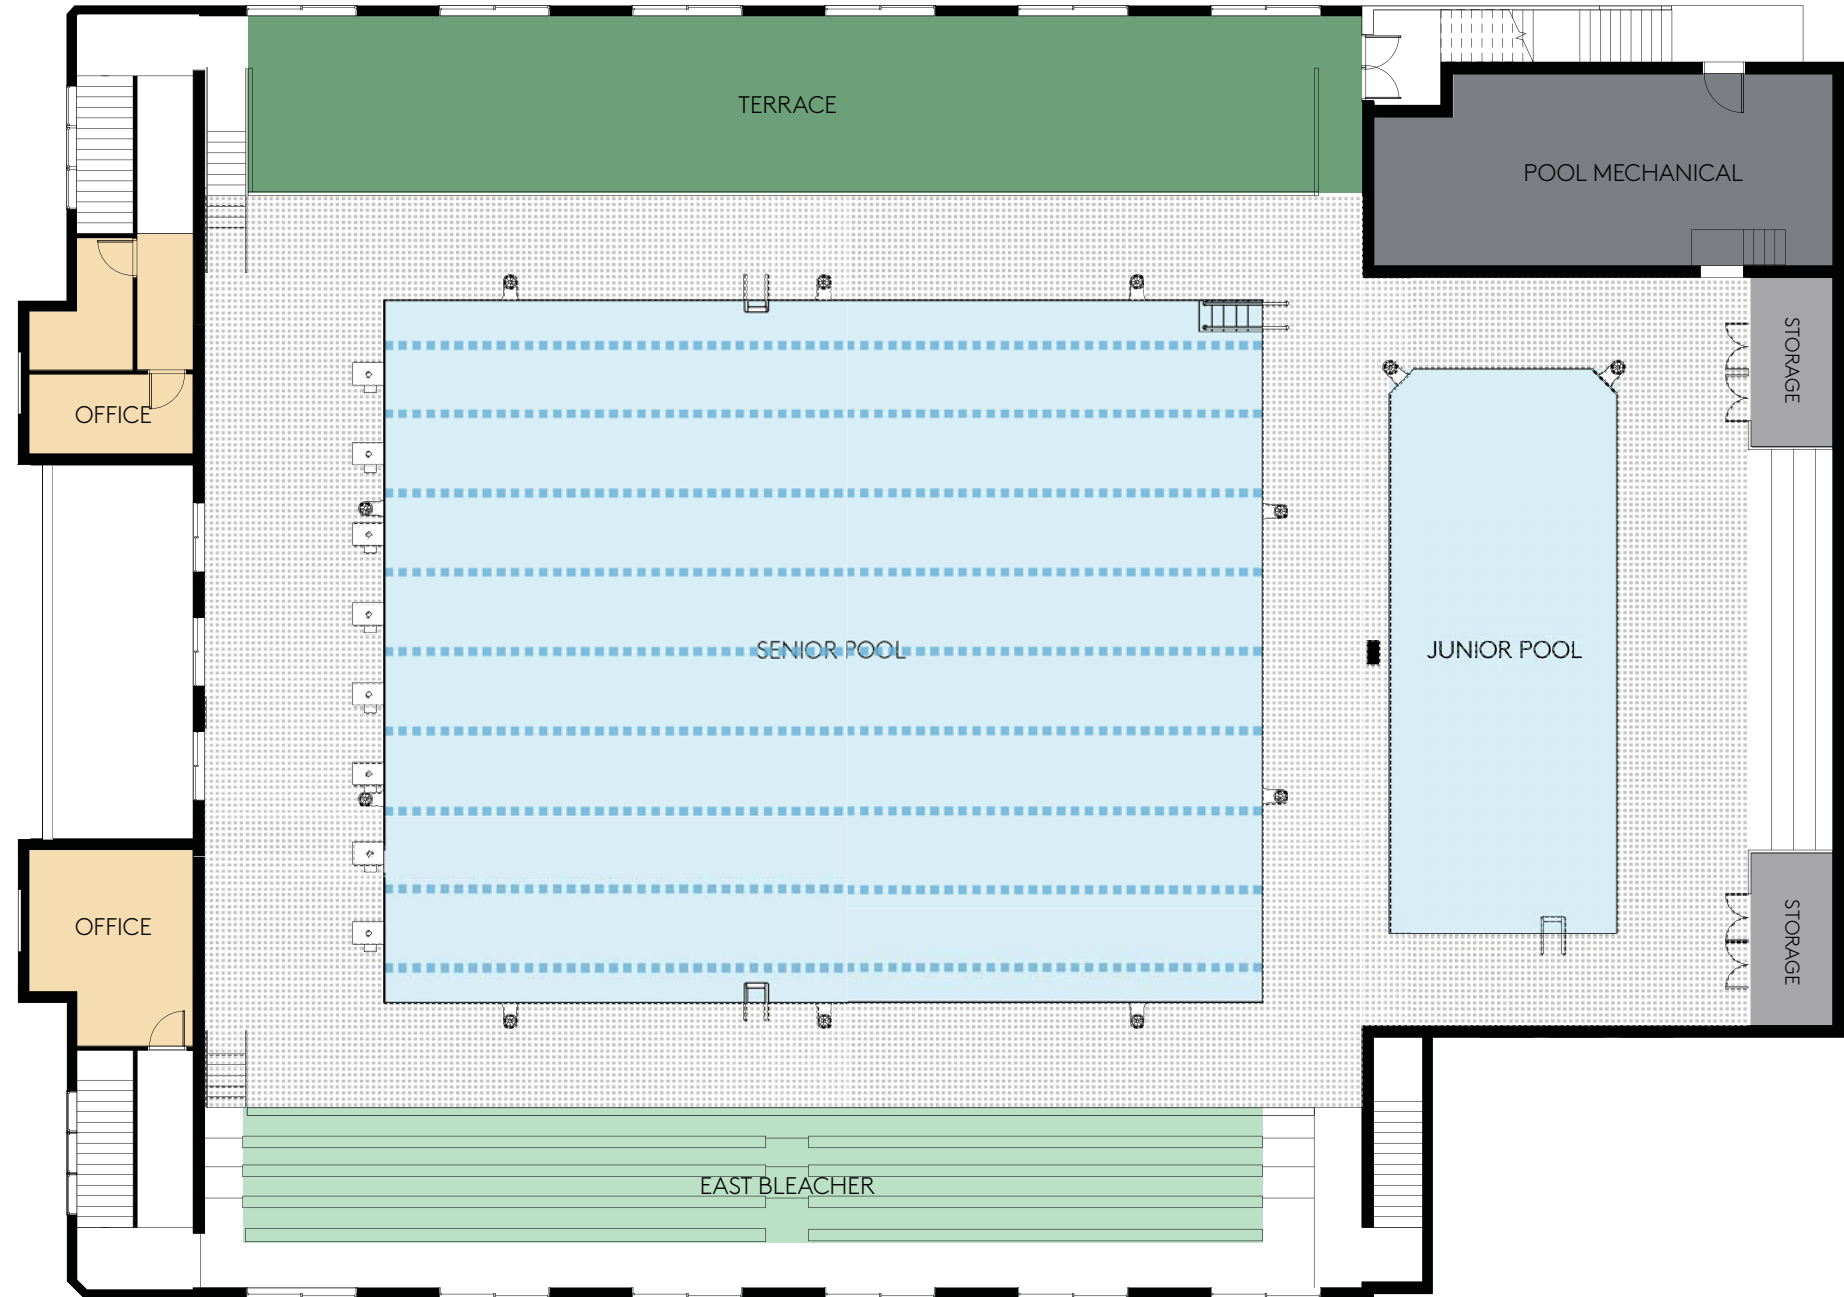 TERRACE
POOL MECHANICAL
STORAGE
OFFICE
SENIOR POOL
JUNIOR POOL
OFFICE
STORAGE
EAST BLEACHER